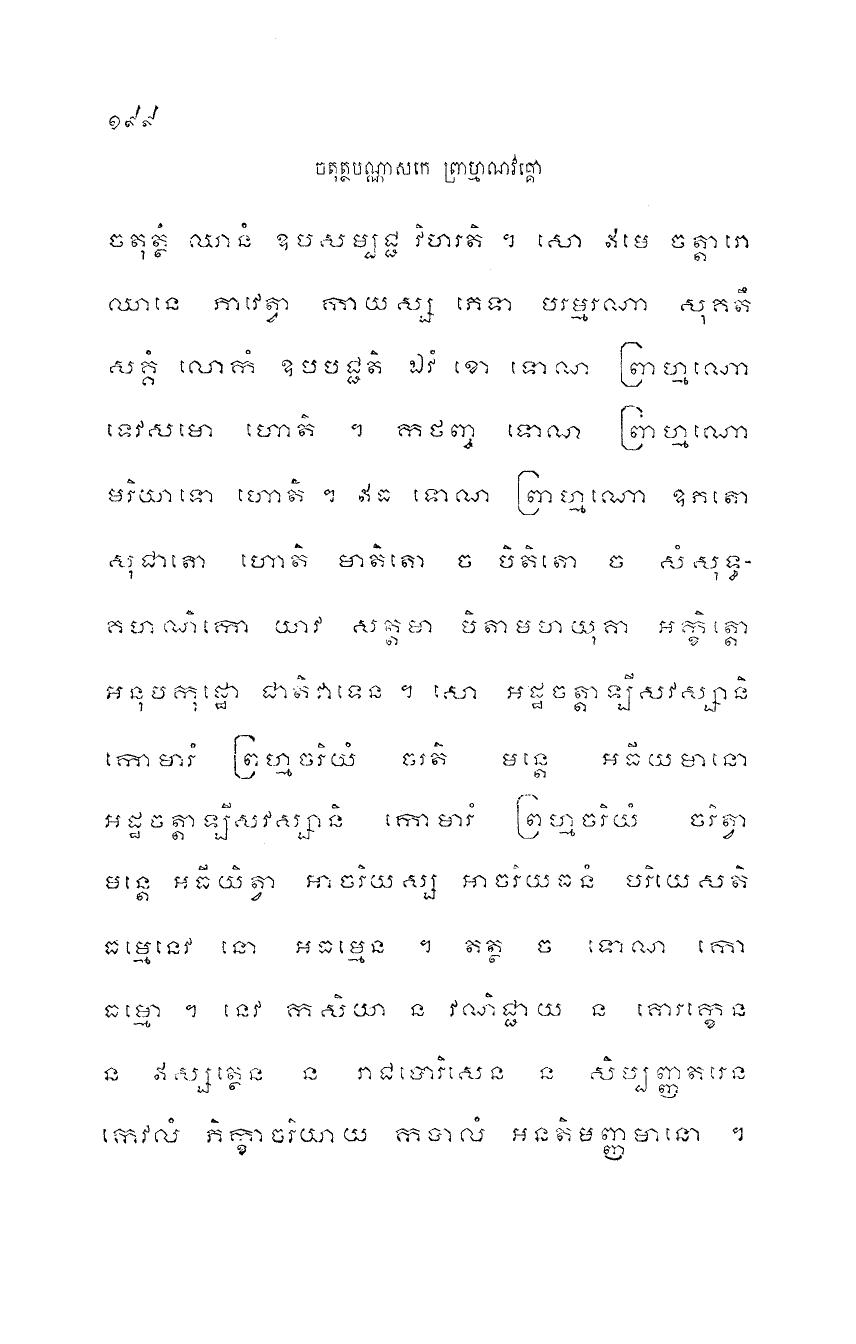 ១៩៩
ចតុត្ថបណ្ណាសកេ ព្រាហ្មណវគ្គោ
ចតុត្ថំ ឈានំ ឧបសម្បជ្ជ វិហរតិ ។ សោ ឥមេ ចត្តារោ
ឈានេ ភាវេត្វា កាយស្ស ភេទា បរម្មរណា សុគតឹ
សគ្គំ លោកំ ឧបបជ្ជតិ ឯវំ ខោ ទោណ ព្រាហ្មណោ
ទេវសមោ ហោតិ ។ កថញ្ច ទោណ ព្រាហ្មណោ
មរិយាទោ ហោតិ ។ ឥធ ទោណ ព្រាហ្មណោ ឧភតោ
សុជាតោ ហោតិ មាតិតោ ច បិតិតោ ច សំសុទ្ធ-
គហណិកោ យាវ សត្តមា បិតាមហយុគា អក្ខិត្តោ
អនុបក្កុដ្ឋោ ជាតិវាទេន ។ សោ អដ្ឋចត្តាឡីសវស្សានិ
កោមារំ ព្រហ្មចរិយំ ចរតិ មន្តេ អធីយមានោ
អដ្ឋចត្តាឡីសវស្សានិ កោមារំ ព្រហ្មចរិយំ ចរិត្វា
មន្តេ អធីយិត្វា អាចរិយស្ស អាចរិយធនំ បរិយេសតិ
ធម្មេនេវ នោ អធម្មេន ។ តត្ថ ច ទោណ កោ
ធម្មោ ។ នេវ កសិយា ន វណិជ្ជាយ ន គោរក្ខេន
ន ឥស្សត្ថេន ន រាជបោរិសេន ន សិប្បញ្ញតរេន
កេវលំ ភិក្ខាចរិយាយ កបាលំ អនតិមញ្ញមានោ ។